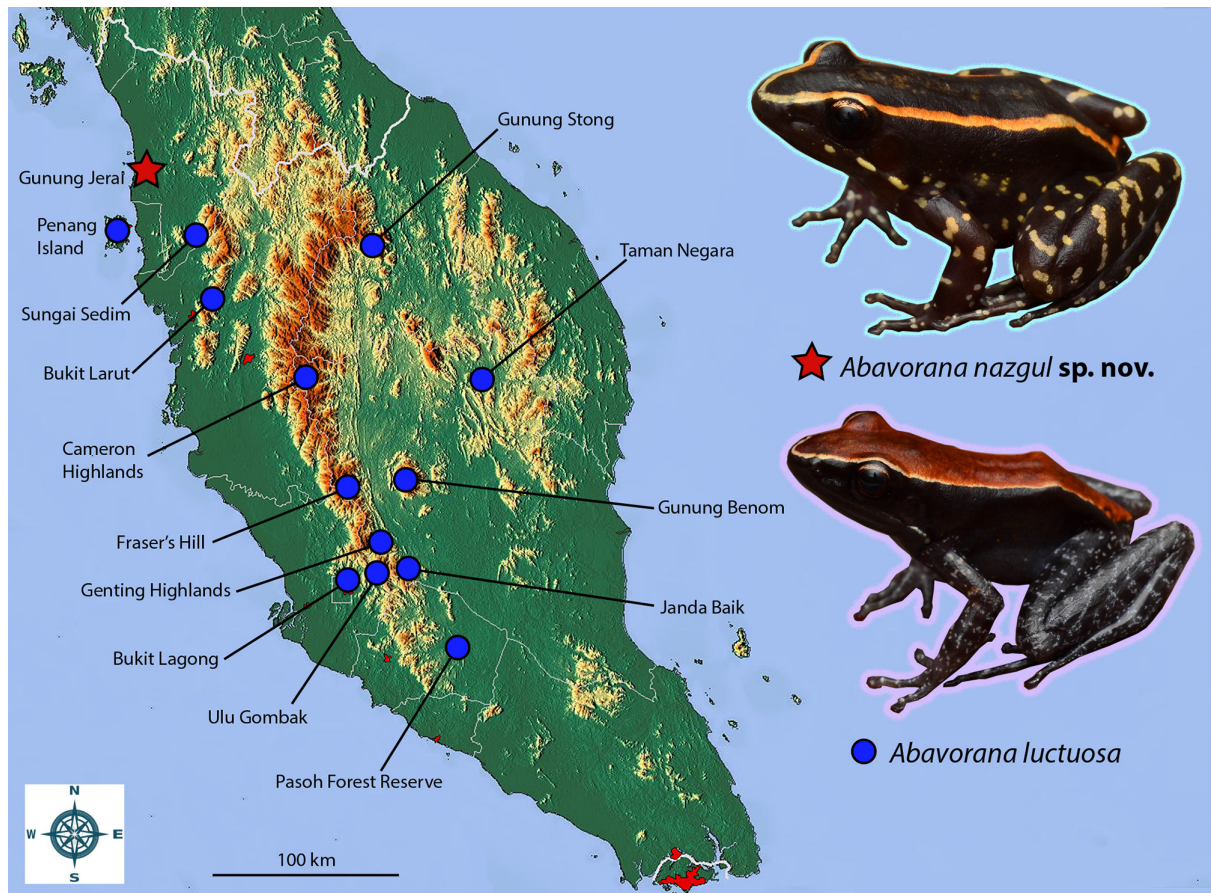 Gunung Stong
Gunung Jerai
Penang
Island
Taman Negara
Sungai Sedim
Bukit Larut
Abavorana nazgul sp. nov.
Cameron
Highlands
Gunung Benom
Fraser's Hill
Genting Highlands
Janda Baik
Bukit Lagong
Ulu Gombak
Abavorana luctuosa
Pasoh Forest Reserve
N
W
E
S
100 km